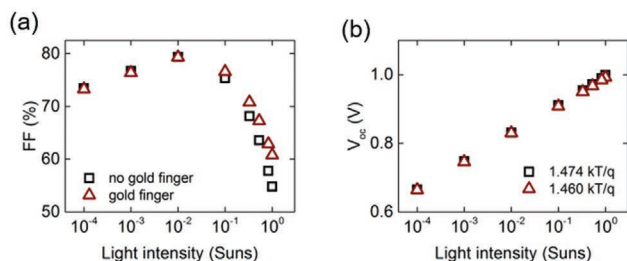 (a)
80
70
60
50
FF (%)
no gold finger
gold finger
10⁻⁴ 10⁻³ 10⁻² 10⁻¹ 10⁰
Light intensity (Suns)
(b)
1.0
0.8
0.6
Voc (V)
1.474 kT/q
1.460 kT/q
10⁻⁴ 10⁻³ 10⁻² 10⁻¹ 10⁰
Light intensity (Suns)